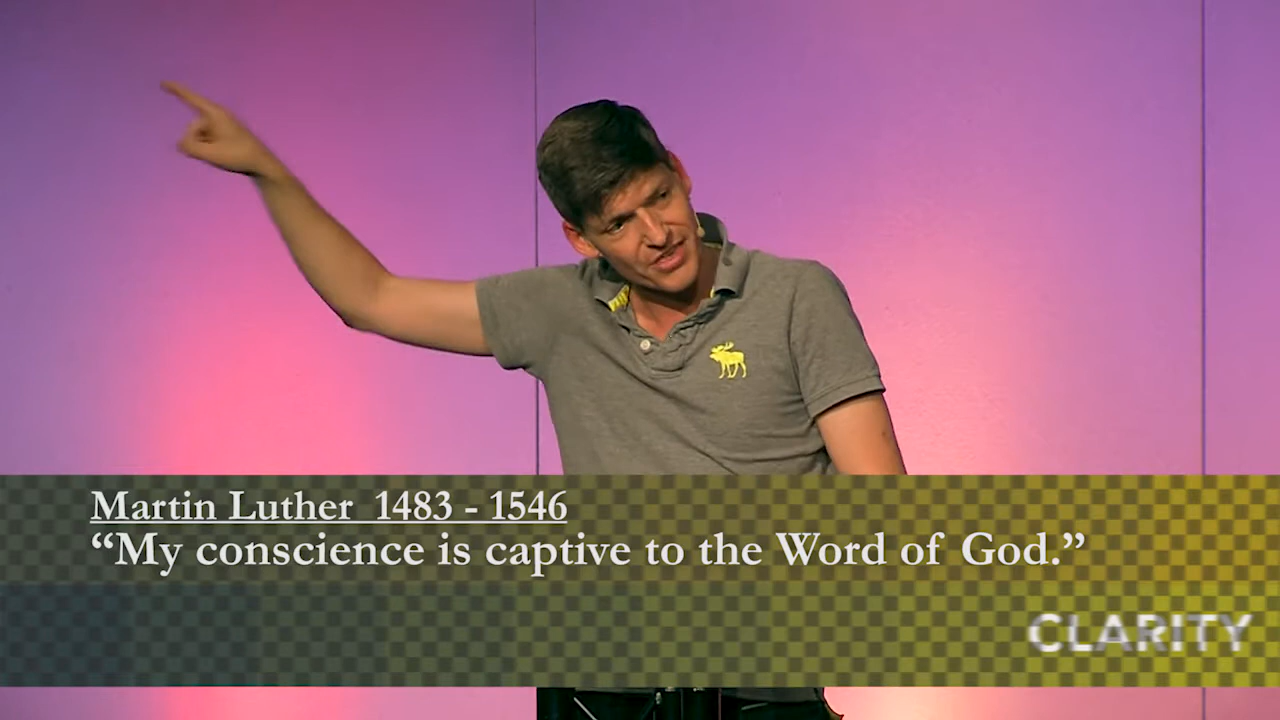 Martin Luther 1483 - 1546
“My conscience is captive to the Word of God.”
CLARITY